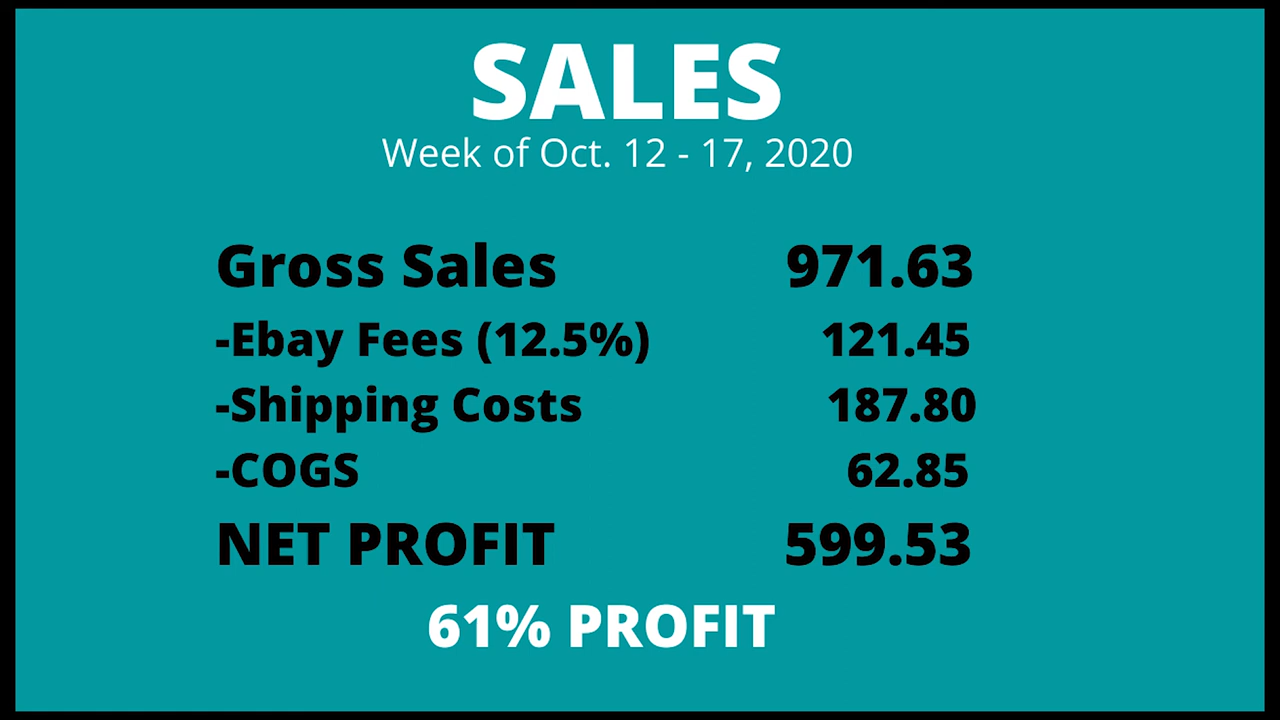 SALES
Week of Oct. 12 - 17, 2020
Gross Sales 971.63
-Ebay Fees (12.5%) 121.45
-Shipping Costs 187.80
-COGS 62.85
NET PROFIT 599.53
61% PROFIT